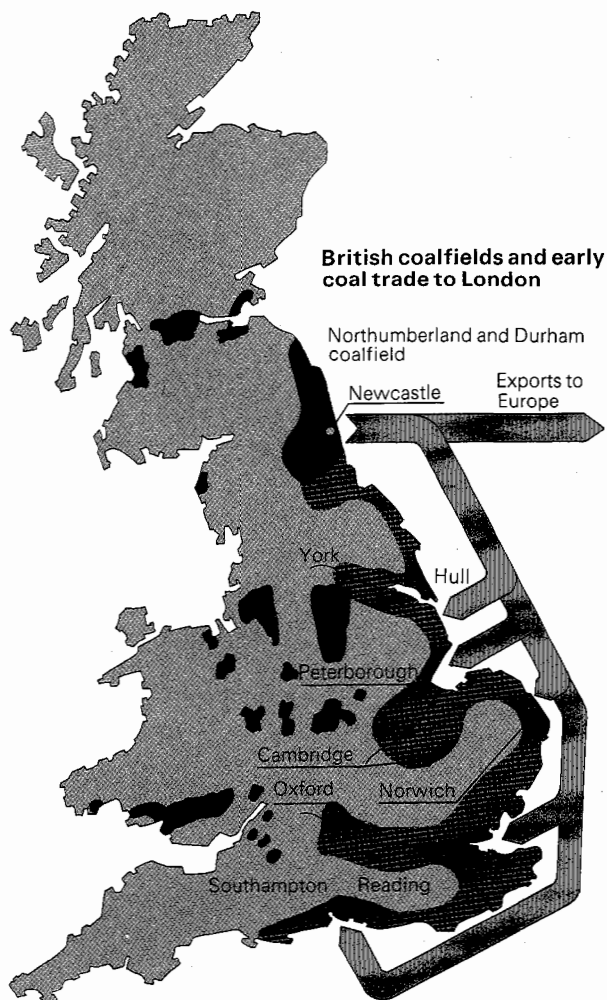 British coalfields and early
coal trade to London
Northumberland and Durham
coalfield
Newcastle
Exports to
Europe
York
Hull
Peterborough
Cambridge
Oxford
Norwich
Southampton
Reading